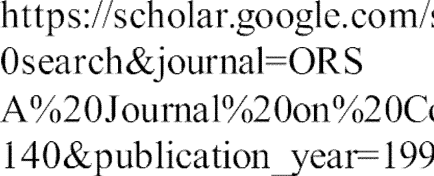 https://scholar.google.com/
0search&journal=ORS
A%20Journal%20on%20C
140&publication_year=199